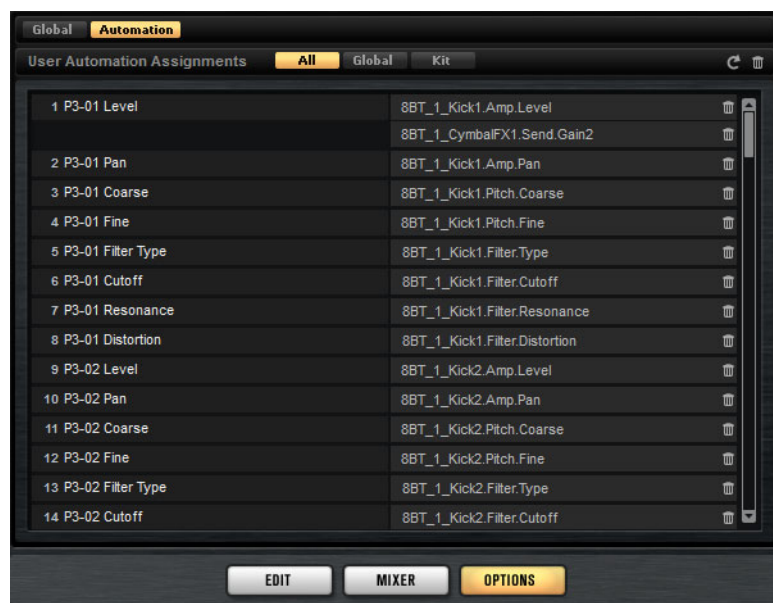 Global Automation
User Automation Assignments All Global Kit
1 P3-01 Level 8BT_1_Kick1.Amp.Level
8BT_1_CymbalFX1.Send.Gain2
2 P3-01 Pan 8BT_1_Kick1.Amp.Pan
3 P3-01 Coarse 8BT_1_Kick1.Pitch.Coarse
4 P3-01 Fine 8BT_1_Kick1.Pitch.Fine
5 P3-01 Filter Type 8BT_1_Kick1.Filter.Type
6 P3-01 Cutoff 8BT_1_Kick1.Filter.Cutoff
7 P3-01 Resonance 8BT_1_Kick1.Filter.Resonance
8 P3-01 Distortion 8BT_1_Kick1.Filter.Distortion
9 P3-02 Level 8BT_1_Kick2.Amp.Level
10 P3-02 Pan 8BT_1_Kick2.Amp.Pan
11 P3-02 Coarse 8BT_1_Kick2.Pitch.Coarse
12 P3-02 Fine 8BT_1_Kick2.Pitch.Fine
13 P3-02 Filter Type 8BT_1_Kick2.Filter.Type
14 P3-02 Cutoff 8BT_1_Kick2.Filter.Cutoff
EDIT MIXER OPTIONS